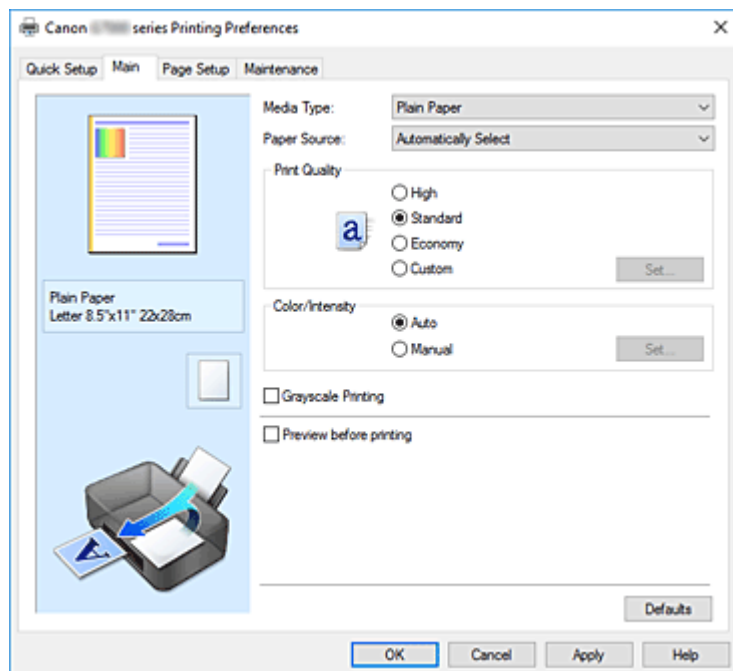 Canon series Printing Preferences
Quick Setup Main Page Setup Maintenance
Media Type: Plain Paper
Paper Source: Automatically Select
Print Quality
High
a Standard
Economy
Custom Set...
Plain Paper
Letter 8.5"x11" 22x28cm
Color/Intensity
Auto
Manual Set...
Grayscale Printing
Preview before printing
A
Defaults
OK Cancel Apply Help